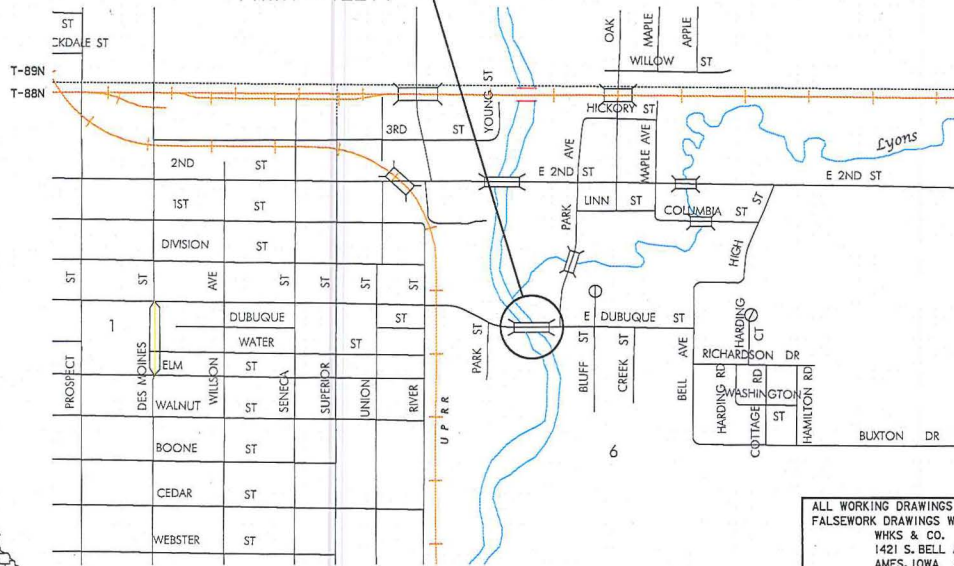 ST
OAK
MAPLE
APPLE
CKDALE ST
WILLOW ST
T-89N
T-88N
YOUNG ST
HICKORY ST
3RD ST
Lyons
2ND ST
PARK AVE
MAPLE AVE
E 2ND ST
E 2ND ST
1ST ST
LINN ST
COLUMBIA ST
HIGH ST
DIVISION ST
PROSPECT ST
DES MOINES ST
WILLSON AVE
SENECA ST
SUPERIOR ST
UNION ST
RIVER ST
1
DUBUQUE ST
E DUBUQUE ST
WATER ST
PARK ST
BLUFF ST
CREEK ST
BELL AVE
HARDING CT
RICHARDSON DR
ELM ST
HARDING RD
WASHINGTON ST
COTTAGE RD
HAMILTON RD
WALNUT ST
UPRR
BUXTON DR
BOONE ST
6
CEDAR ST
WEBSTER ST
ALL WORKING DRAWINGS
FALSEWORK DRAWINGS W
WHKS & CO.
1421 S. BELL
AMES, IOWA